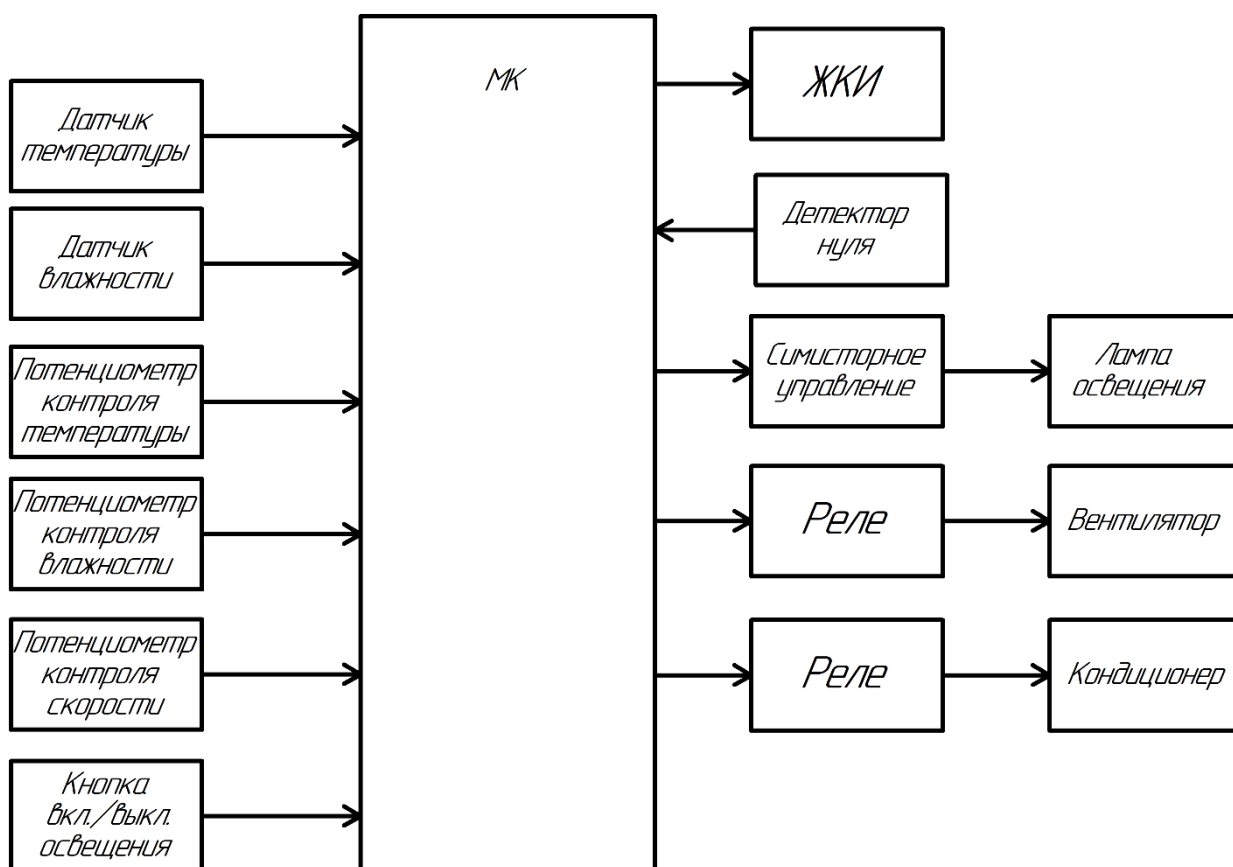 МК
ЖКИ
Датчик
температуры
Детектор
нуля
Датчик
влажности
Симисторное
управление
Лампа
освещения
Потенциометр
контроля
температуры
Потенциометр
контроля
влажности
Реле
Вентилятор
Потенциометр
контроля
скорости
Реле
Кондиционер
Кнопка
вкл./выкл.
освещения